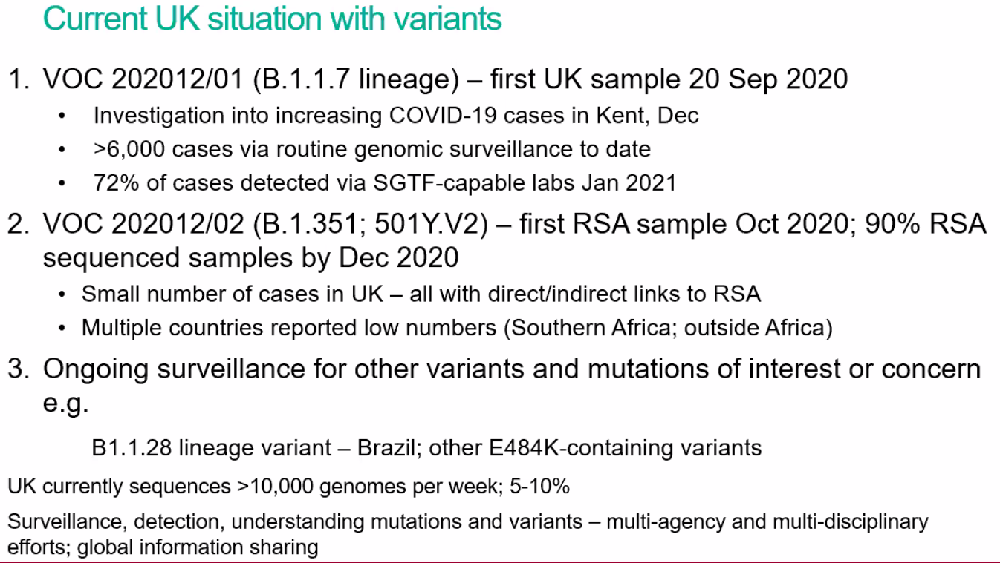 Current UK situation with variants
1. VOC 202012/01 (B.1.1.7 lineage) – first UK sample 20 Sep 2020
• Investigation into increasing COVID-19 cases in Kent, Dec
• >6,000 cases via routine genomic surveillance to date
• 72% of cases detected via SGTF-capable labs Jan 2021
2. VOC 202012/02 (B.1.351; 501Y.V2) – first RSA sample Oct 2020; 90% RSA
sequenced samples by Dec 2020
• Small number of cases in UK – all with direct/indirect links to RSA
• Multiple countries reported low numbers (Southern Africa; outside Africa)
3. Ongoing surveillance for other variants and mutations of interest or concern
e.g.
B1.1.28 lineage variant – Brazil; other E484K-containing variants
UK currently sequences >10,000 genomes per week; 5-10%
Surveillance, detection, understanding mutations and variants – multi-agency and multi-disciplinary
efforts; global information sharing